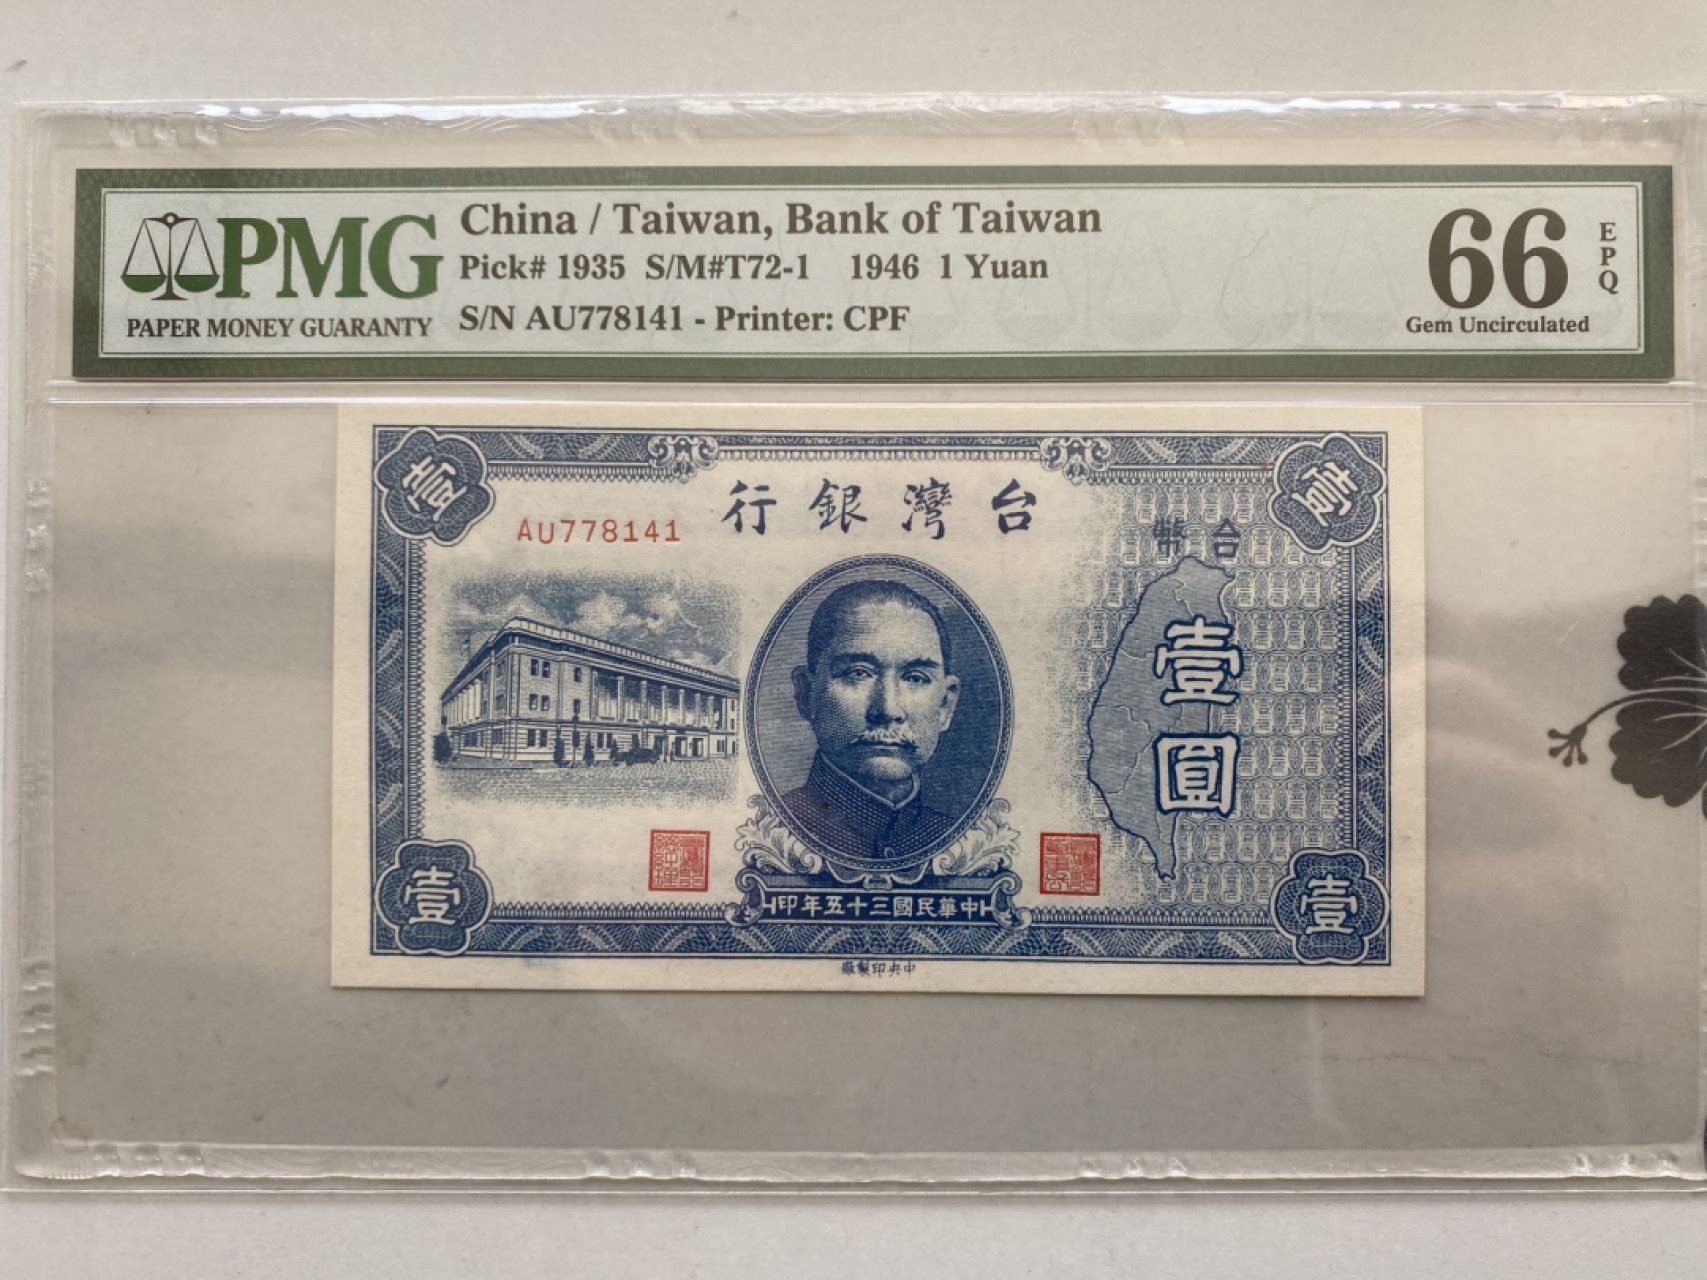 PMG
PAPER MONEY GUARANTY
China / Taiwan, Bank of Taiwan
Pick# 1935 S/M#T72-1 1946 1 Yuan
S/N AU778141 - Printer: CPF
66
EPQ
Gem Uncirculated
壹
壹
行銀灣台
AU778141
幣台
壹
圓
印年五十三國民華中
壹
壹
廠製印央中